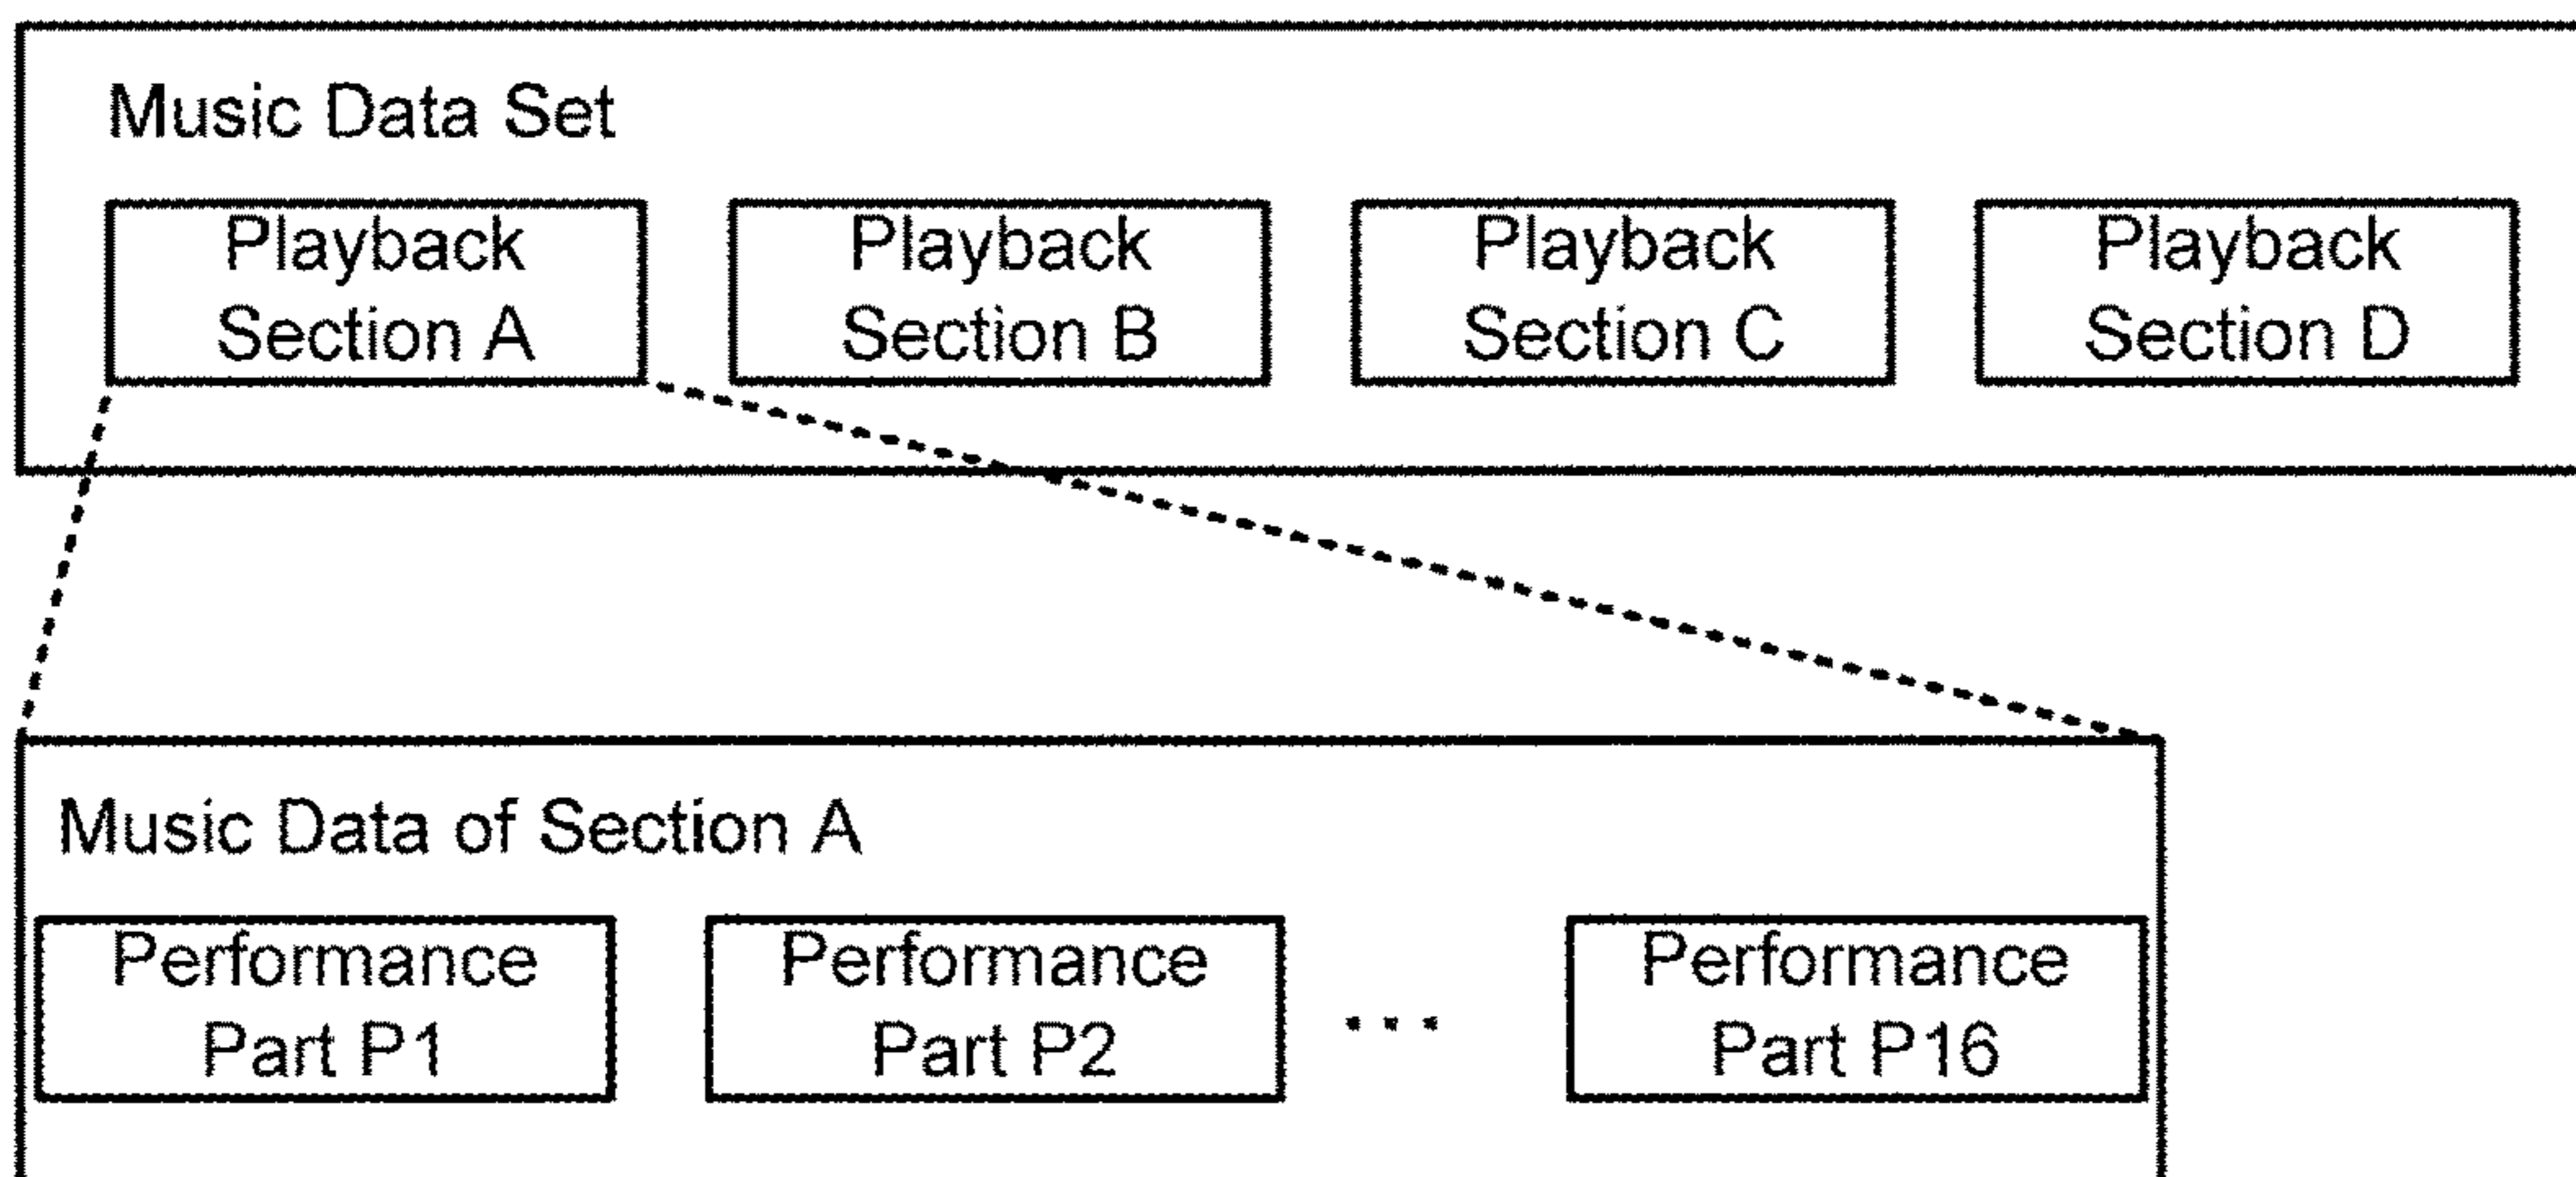 Music Data Set
Playback
Section A
Playback
Section B
Playback
Section C
Playback
Section D
Music Data of Section A
Performance
Part P1
Performance
Part P2
...
Performance
Part P16